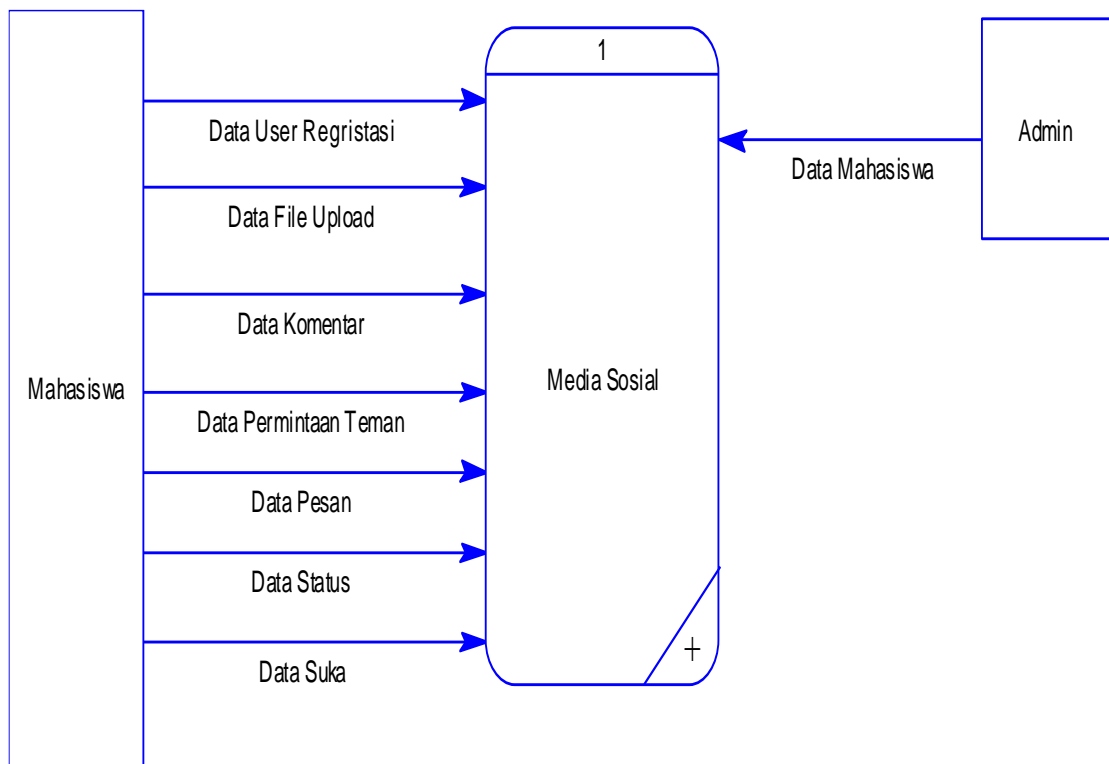 1
Data User Regristasi
Admin
Data Mahasiswa
Data File Upload
Data Komentar
Media Sosial
Mahasiswa
Data Permintaan Teman
Data Pesan
Data Status
+
Data Suka